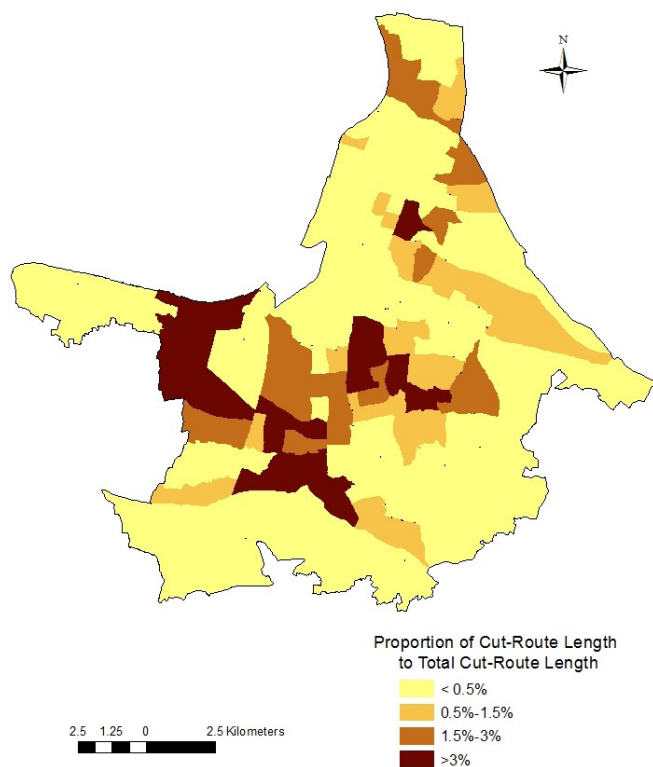 N
Proportion of Cut-Route Length
to Total Cut-Route Length
< 0.5%
0.5%-1.5%
1.5%-3%
>3%
2.5 1.25 0 2.5 Kilometers